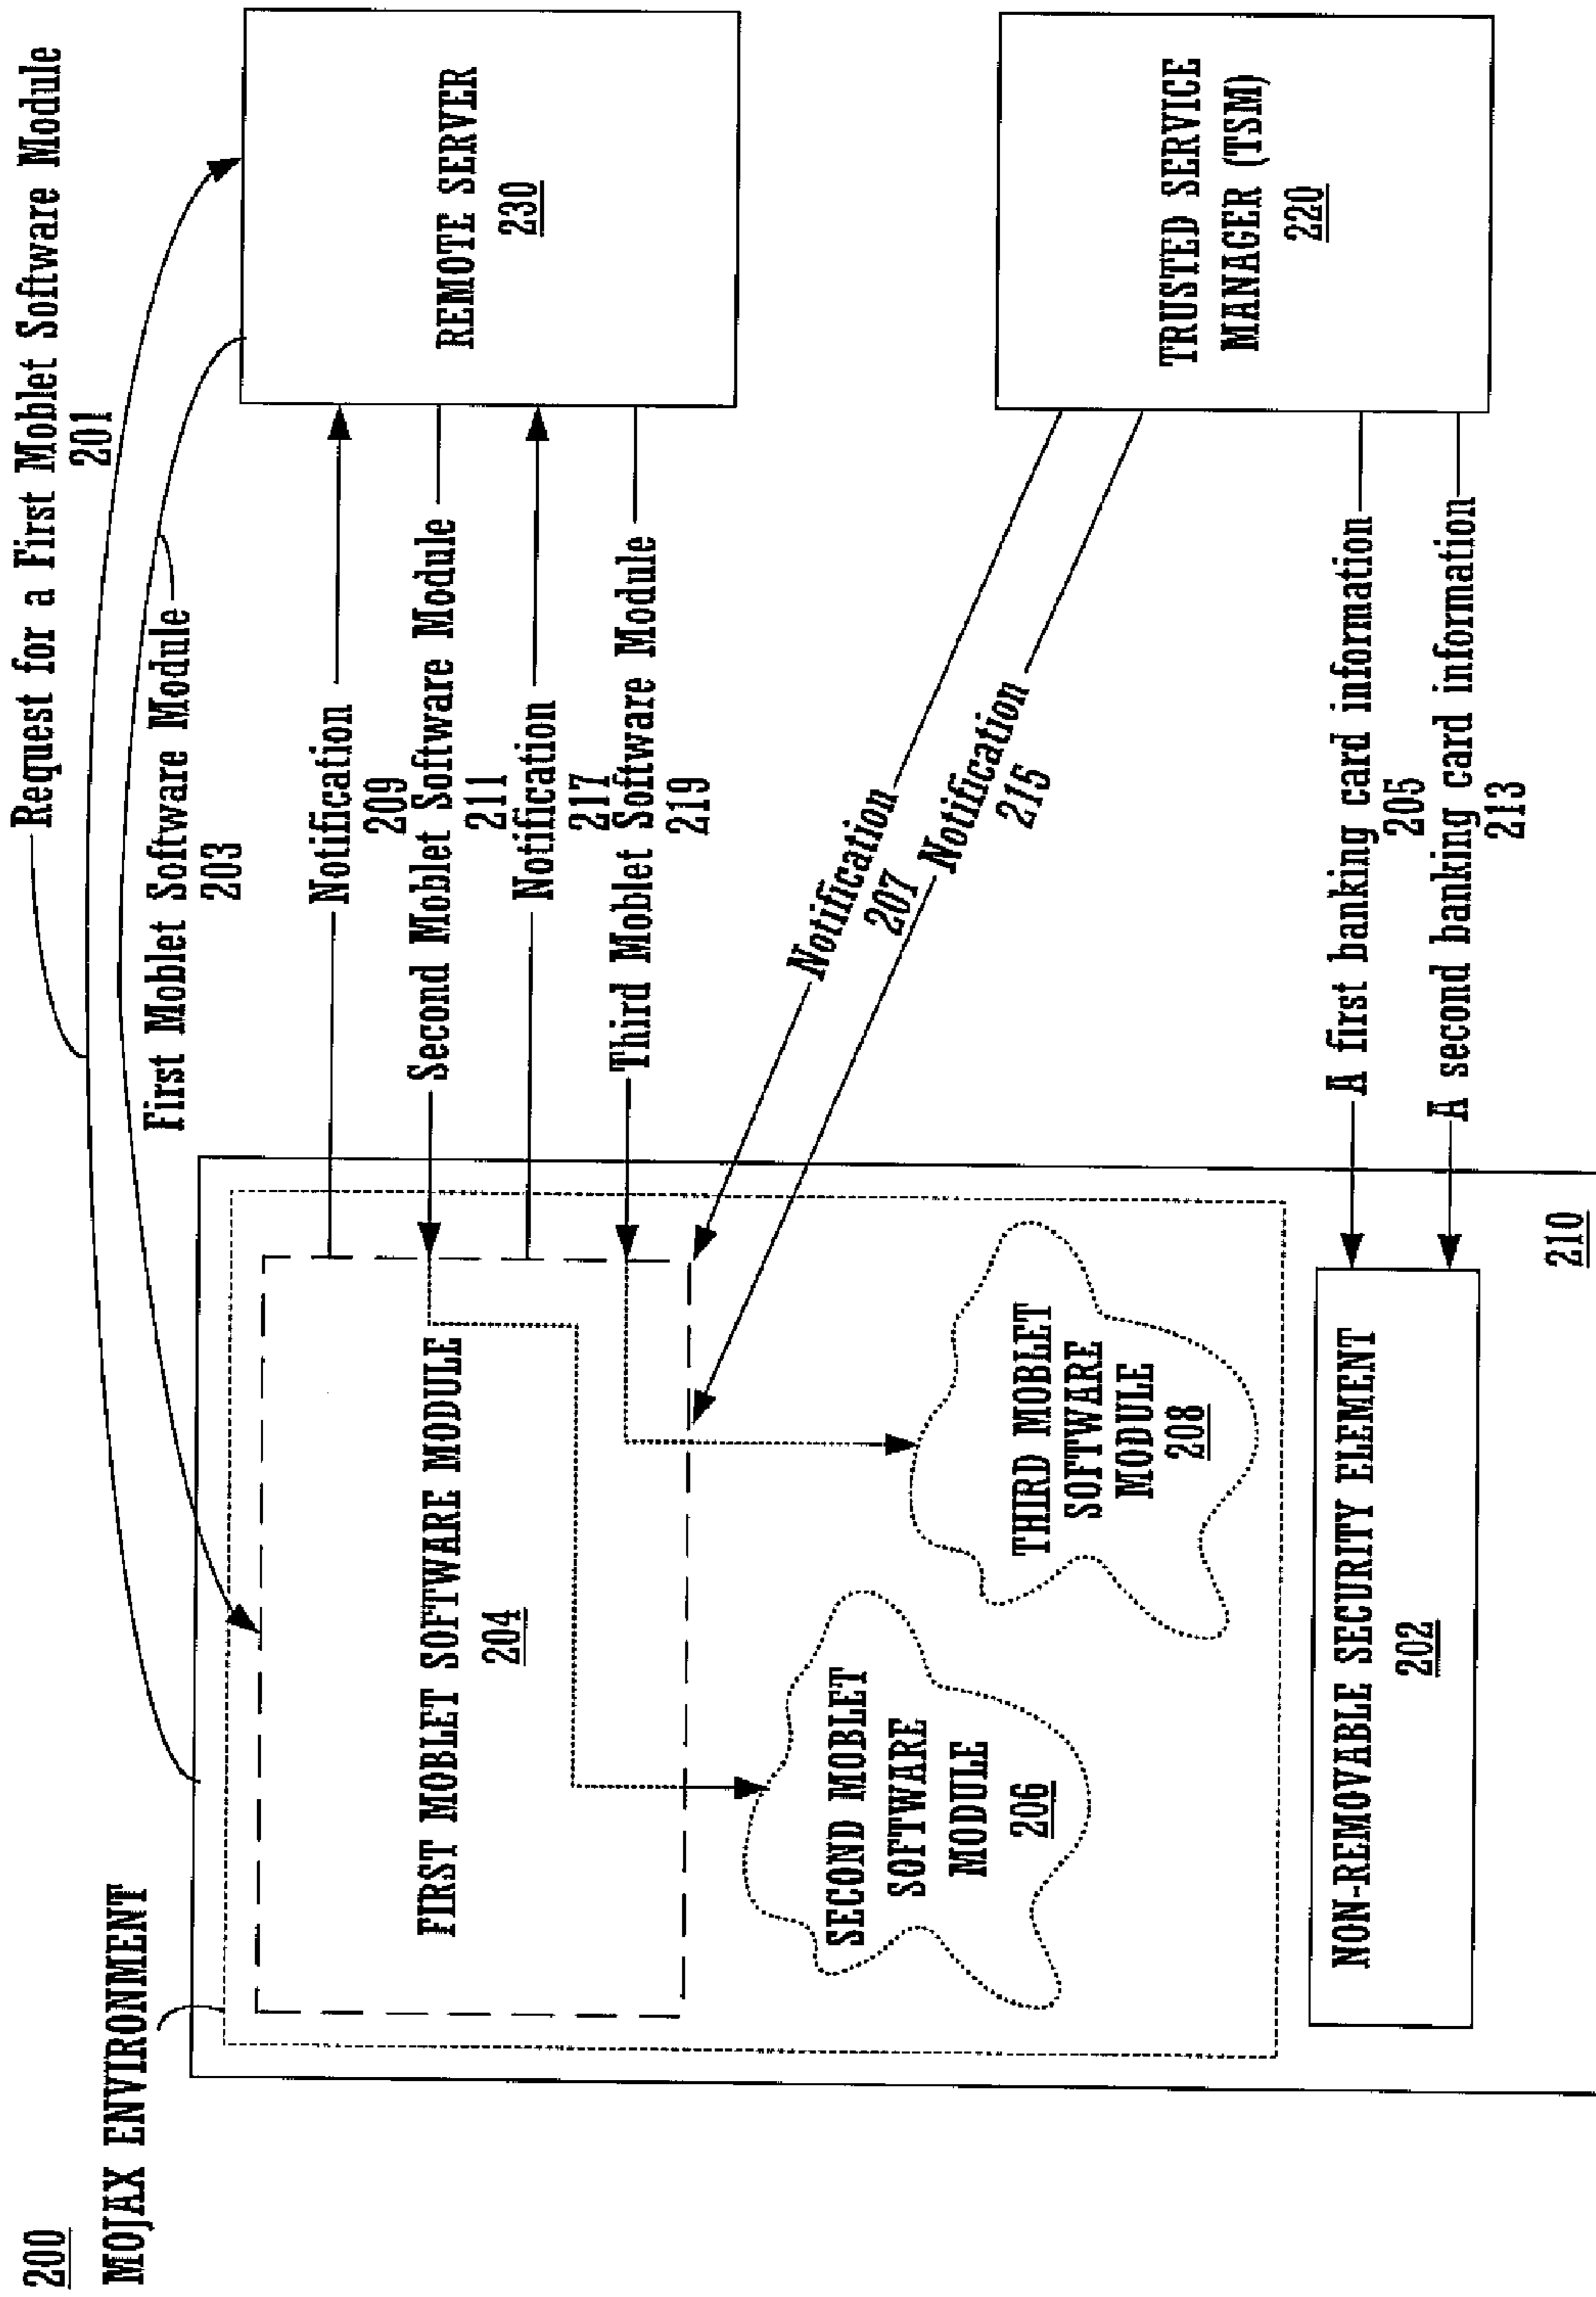 200
MOJAX ENVIRONMENT
Request for a First Moblet Software Module
201
First Moblet Software Module
203
Notification
209
Second Moblet Software Module
211
Notification
217
Third Moblet Software Module
219
Notification
207
Notification
215
A first banking card information
205
A second banking card information
213
FIRST MOBLET SOFTWARE MODULE
204
SECOND MOBLET
SOFTWARE
MODULE
206
THIRD MOBLET
SOFTWARE
MODULE
208
NON-REMOVABLE SECURITY ELEMENT
202
210
REMOTE SERVER
230
TRUSTED SERVICE
MANAGER (TSM)
220